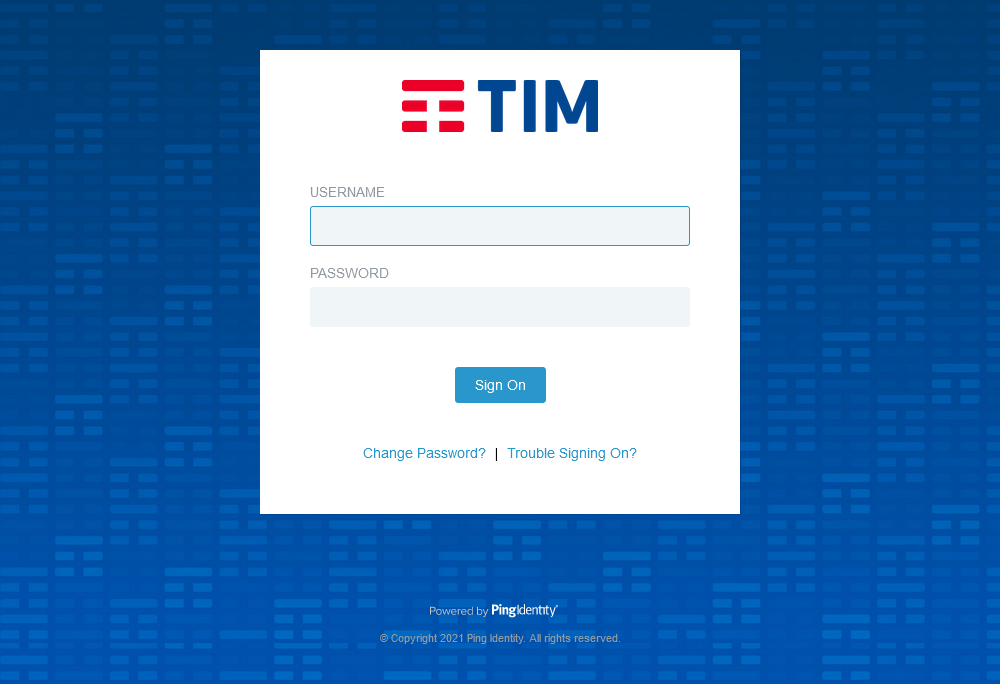 TIM
USERNAME
PASSWORD
Sign On
Change Password? | Trouble Signing On?
Powered by PingIdentity®
© Copyright 2021 Ping Identity. All rights reserved.